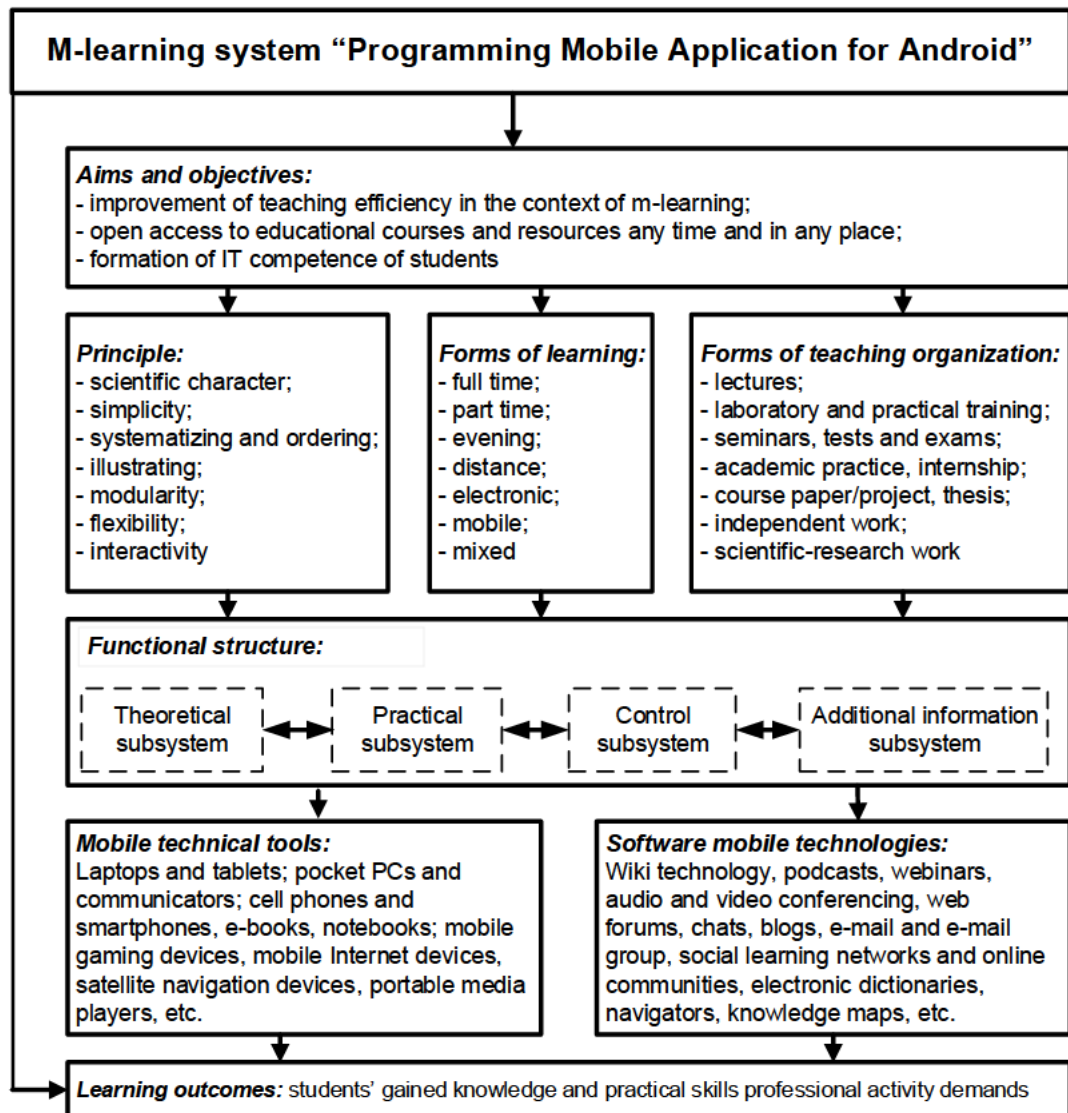 M-learning system “Programming Mobile Application for Android”
Aims and objectives:
- improvement of teaching efficiency in the context of m-learning;
- open access to educational courses and resources any time and in any place;
- formation of IT competence of students
Principle:
- scientific character;
- simplicity;
- systematizing and ordering;
- illustrating;
- modularity;
- flexibility;
- interactivity
Forms of learning:
- full time;
- part time;
- evening;
- distance;
- electronic;
- mobile;
- mixed
Forms of teaching organization:
- lectures;
- laboratory and practical training;
- seminars, tests and exams;
- academic practice, internship;
- course paper/project, thesis;
- independent work;
- scientific-research work
Functional structure:
Theoretical
subsystem
Practical
subsystem
Control
subsystem
Additional information
subsystem
Mobile technical tools:
Laptops and tablets; pocket PCs and
communicators; cell phones and
smartphones, e-books, notebooks; mobile
gaming devices, mobile Internet devices,
satellite navigation devices, portable media
players, etc.
Software mobile technologies:
Wiki technology, podcasts, webinars,
audio and video conferencing, web
forums, chats, blogs, e-mail and e-mail
group, social learning networks and online
communities, electronic dictionaries,
navigators, knowledge maps, etc.
Learning outcomes: students’ gained knowledge and practical skills professional activity demands